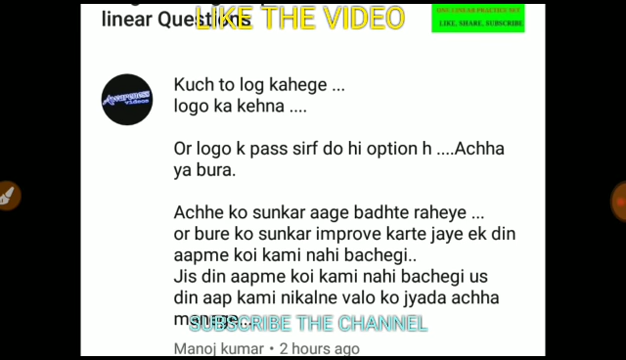 linear Questions
LIKE THE VIDEO
LIKE, SHARE, SUBSCRIBE
Awareness
videos
Kuch to log kahege ...
logo ka kehna ....
Or logo k pass sirf do hi option h ....Achha
ya bura.
Achhe ko sunkar aage badhte raheye ...
or bure ko sunkar improve karte jaye ek din
aapme koi kami nahi bachegi..
Jis din aapme koi kami nahi bachegi us
din aap kami nikalne valo ko jyada achha
SUBSCRIBE THE CHANNEL
Manoj kumar • 2 hours ago